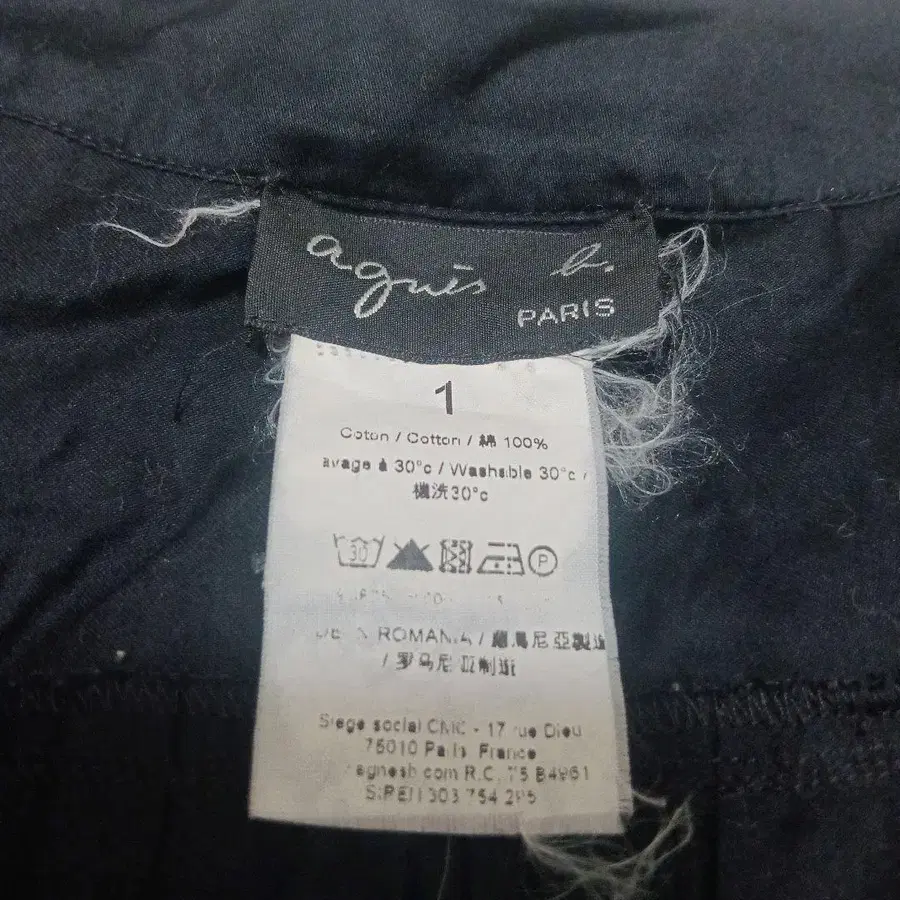 agnès b.
PARIS
1
Coton / Cotton / 綿 100%
avage à 30°c / Washable 30°c /
機洗30°c
30
P
ROMANIA / 羅馬尼亞製造
/ 罗马尼亚制造
Siege social CMC - 17 rue Dieu
75010 Paris France
agnesb.com R.C. 75 B4961
SIREN 303 754 295